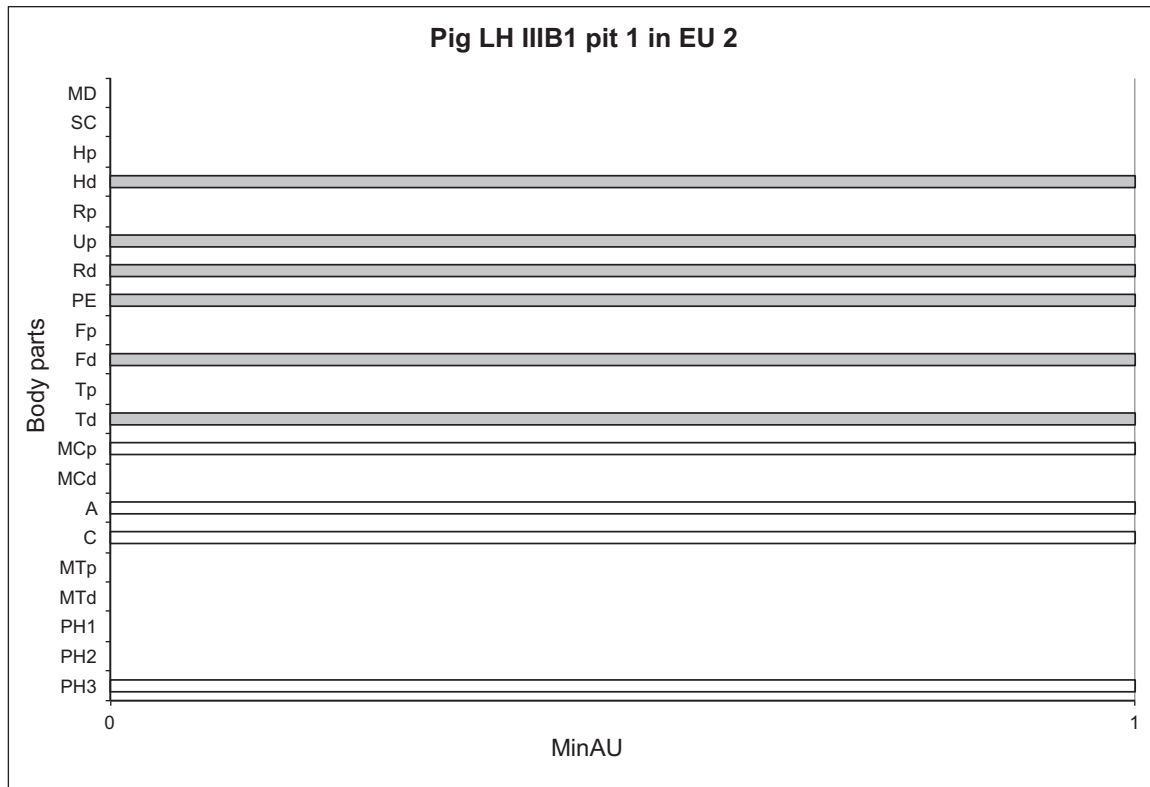 Pig LH IIIB1 pit 1 in EU 2
Body parts
MD
SC
Hp
Hd
Rp
Up
Rd
PE
Fp
Fd
Tp
Td
MCp
MCd
A
C
MTp
MTd
PH1
PH2
PH3
0 1
MinAU